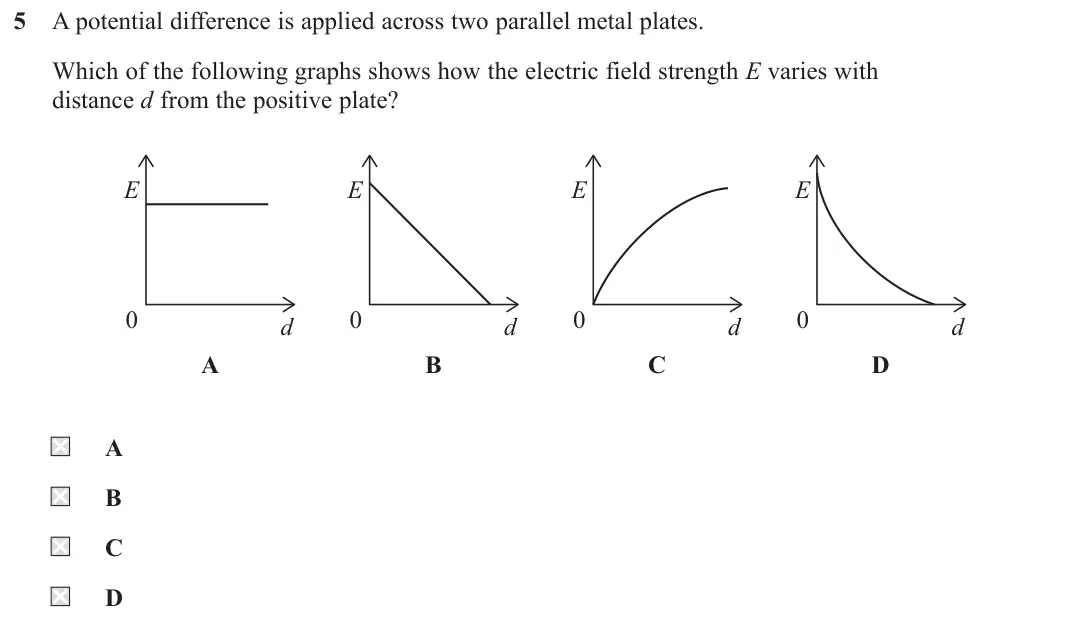 5 A potential difference is applied across two parallel metal plates.
Which of the following graphs shows how the electric field strength E varies with
distance d from the positive plate?
E E E E
0 d 0 d 0 d 0 d
A B C D
A
B
C
D